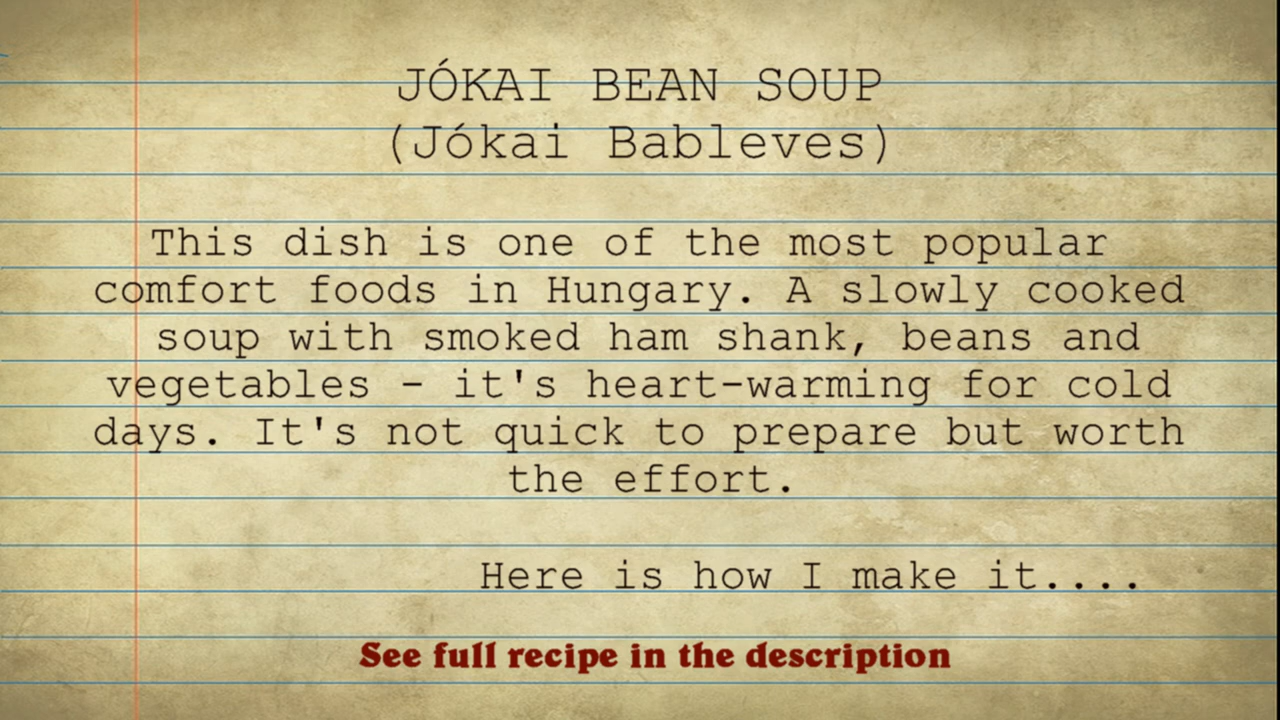 JÓKAI BEAN SOUP
(Jókai Bableves)
This dish is one of the most popular
comfort foods in Hungary. A slowly cooked
soup with smoked ham shank, beans and
vegetables - it's heart-warming for cold
days. It's not quick to prepare but worth
the effort.
Here is how I make it....
See full recipe in the description